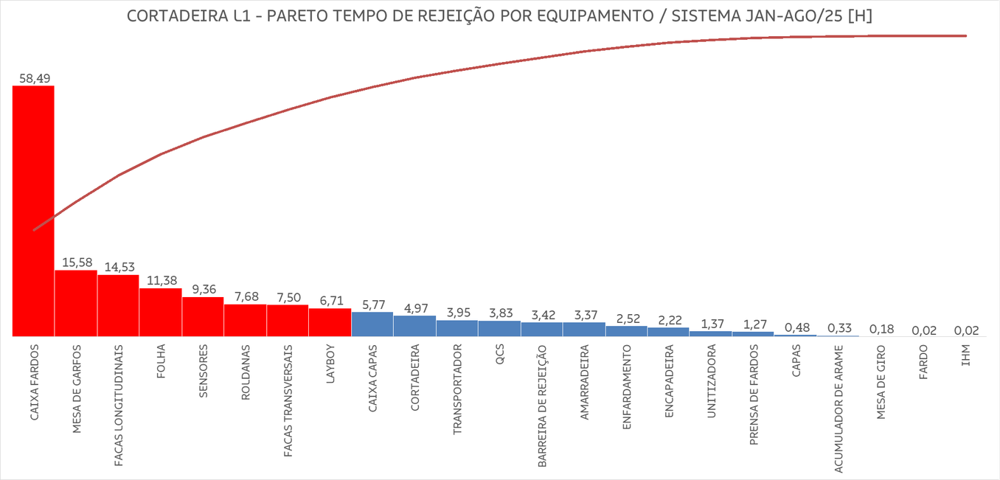 CORTADEIRA L1 - PARETO TEMPO DE REJEIÇÃO POR EQUIPAMENTO / SISTEMA JAN-AGO/25 [H]
58,49
15,58
14,53
11,38
9,36
7,68
7,50
6,71
5,77
4,97
3,95
3,83
3,42
3,37
2,52
2,22
1,37
1,27
0,48
0,33
0,18
0,02
0,02
CAIXA FARDOS
MESA DE GARFOS
FACAS LONGITUDINAIS
FOLHA
SENSORES
ROLDANAS
FACAS TRANSVERSAIS
LAYBOY
CAIXA CAPAS
CORTADEIRA
TRANSPORTADOR
QCS
BARREIRA DE REJEIÇÃO
AMARRADEIRA
ENFARDAMENTO
ENCAPADEIRA
UNITIZADORA
PRENSA DE FARDOS
CAPAS
ACUMULADOR DE ARAME
MESA DE GIRO
FARDO
IHM